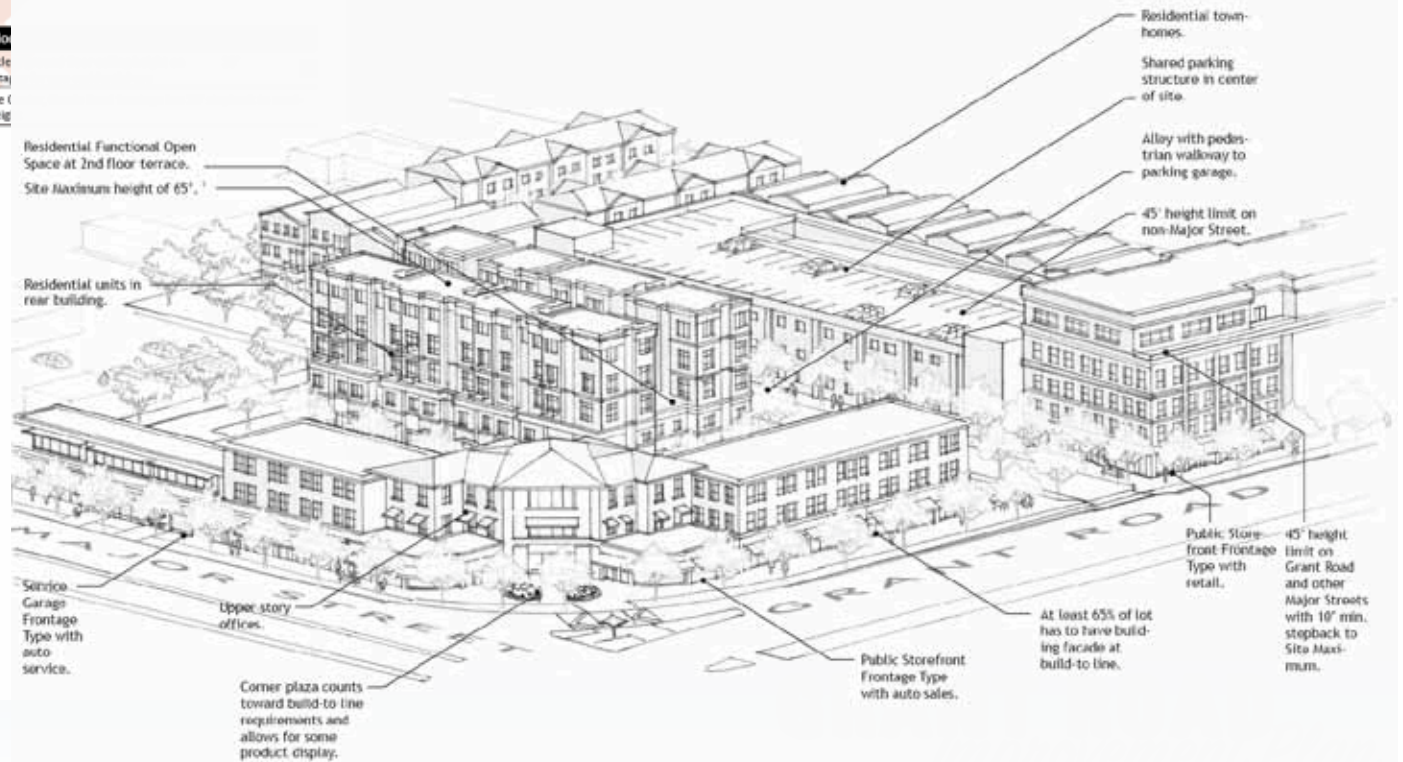 Residential town-
homes.
Shared parking
structure in center
of site.
Alley with pedes-
trian walkway to
parking garage.
45' height limit on
non-Major Street.
Residential Functional Open
Space at 2nd floor terrace.
Site Maximum height of 65'.
Residential units in
rear building.
MAJOR STREET
GRANT ROAD
Service
Garage
Frontage
Type with
auto
service.
Upper story
offices.
Corner plaza counts
toward build-to line
requirements and
allows for some
product display.
Public Storefront
Frontage Type
with auto sales.
At least 65% of lot
has to have build-
ing facade at
build-to line.
Public Store-
front Frontage
Type with
retail.
45' height
limit on
Grant Road
and other
Major Streets
with 10' min.
stepback to
Site Maxi-
mum.